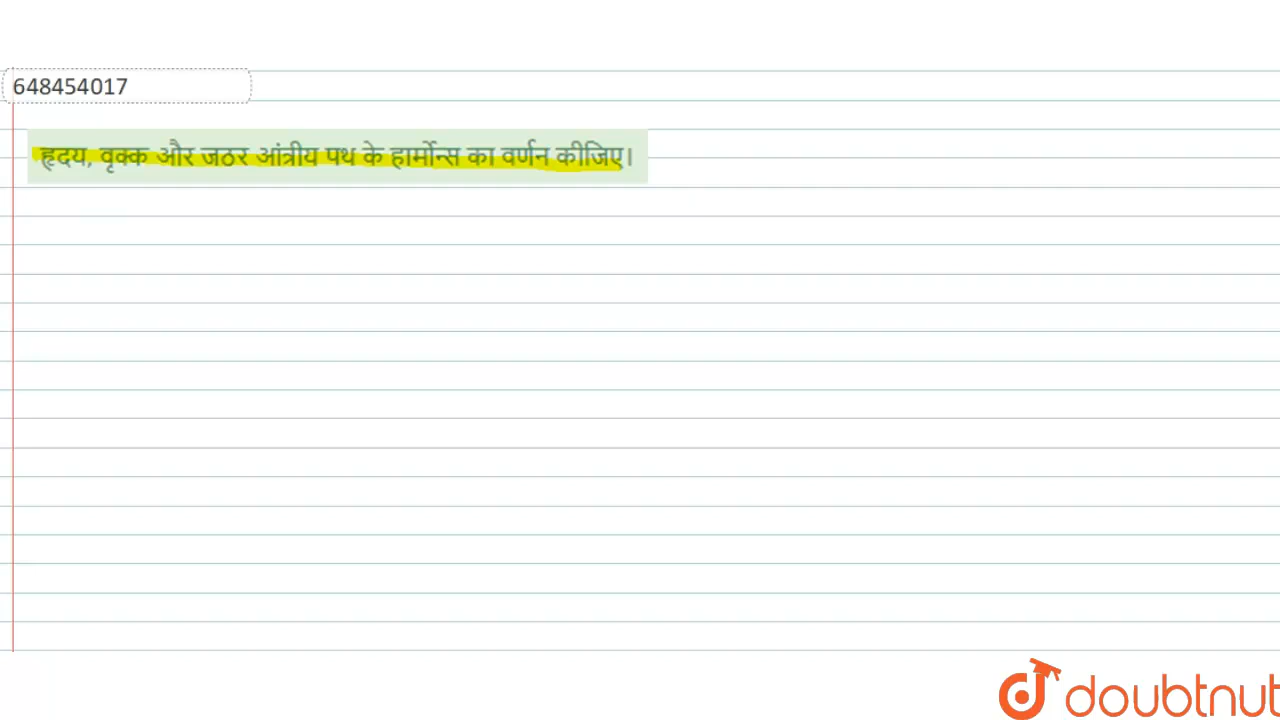 648454017
हृदय, वृक्क और जठर आंत्रीय पथ के हार्मोन्स का वर्णन कीजिए।
doubtnut